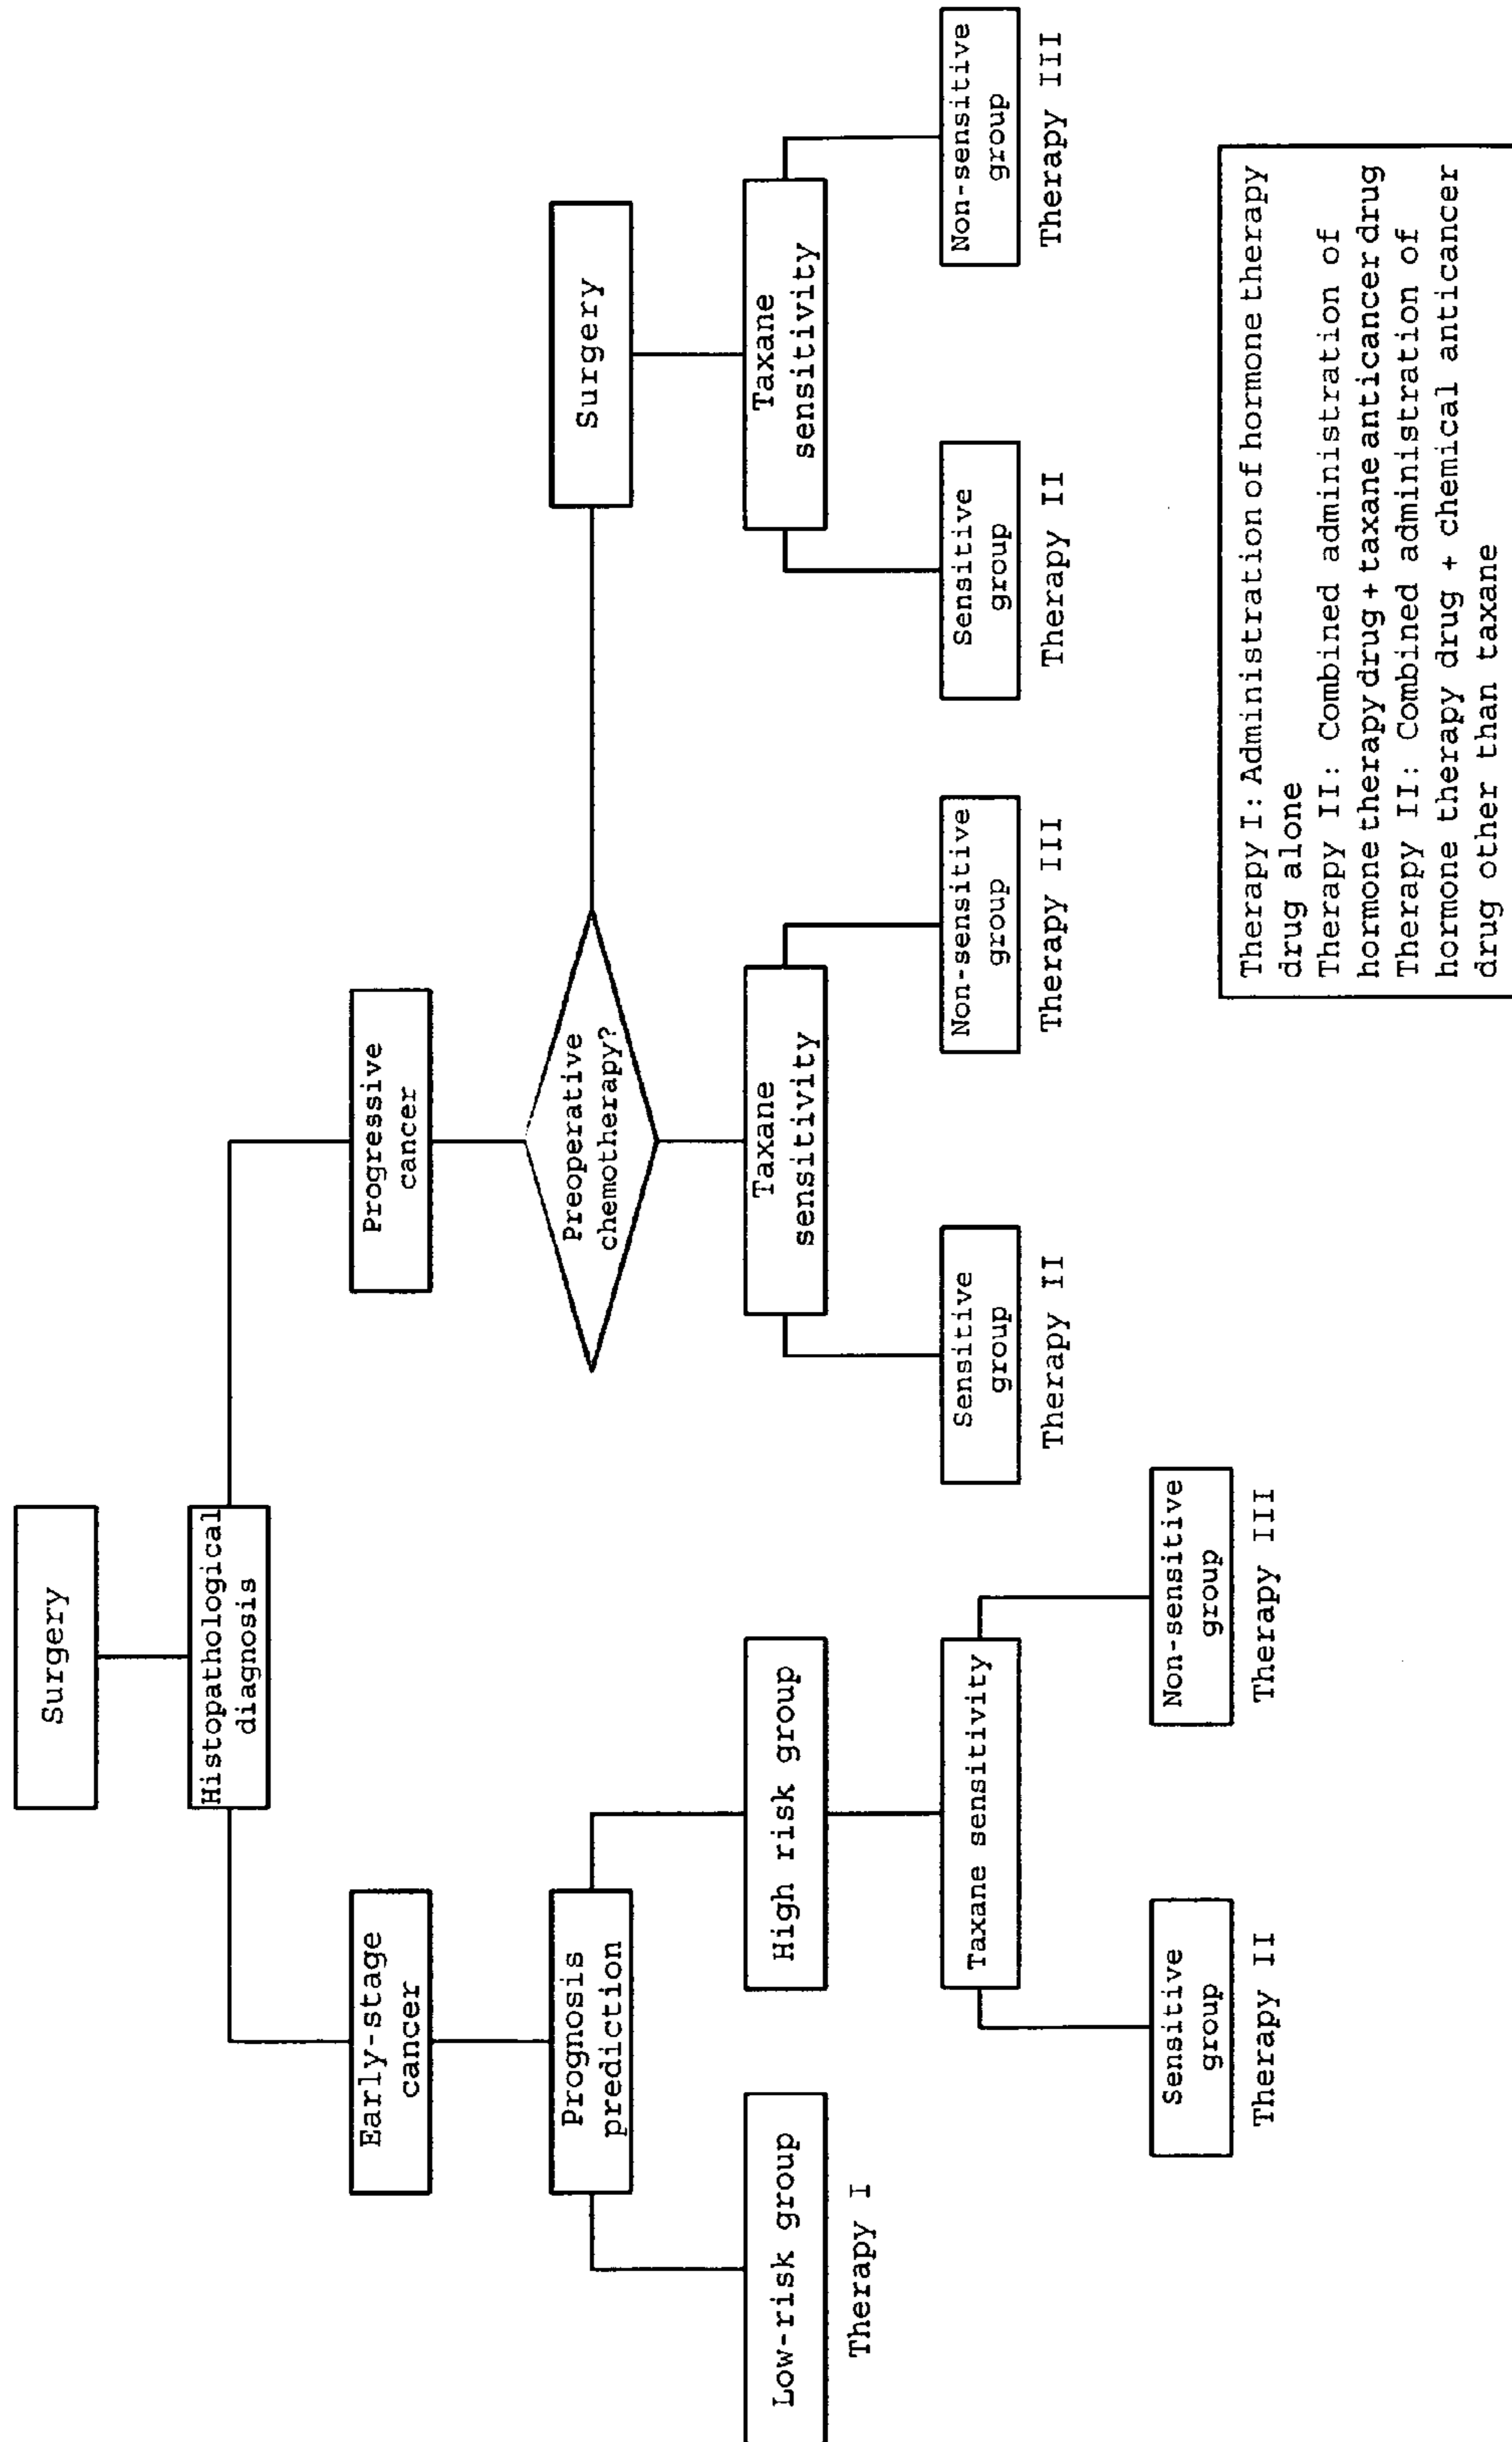 Surgery
Histopathological
diagnosis
Early-stage
cancer
Progressive
cancer
Prognosis
prediction
Preoperative
chemotherapy?
Surgery
Low-risk group
Therapy I
High risk group
Taxane
sensitivity
Taxane
sensitivity
Taxane sensitivity
Sensitive
group
Therapy II
Non-sensitive
group
Therapy III
Sensitive
group
Therapy II
Non-sensitive
group
Therapy III
Sensitive
group
Therapy II
Non-sensitive
group
Therapy III
Therapy I: Administration of hormone therapy
drug alone
Therapy II: Combined administration of
hormone therapy drug + taxane anticancer drug
Therapy II: Combined administration of
hormone therapy drug + chemical anticancer
drug other than taxane